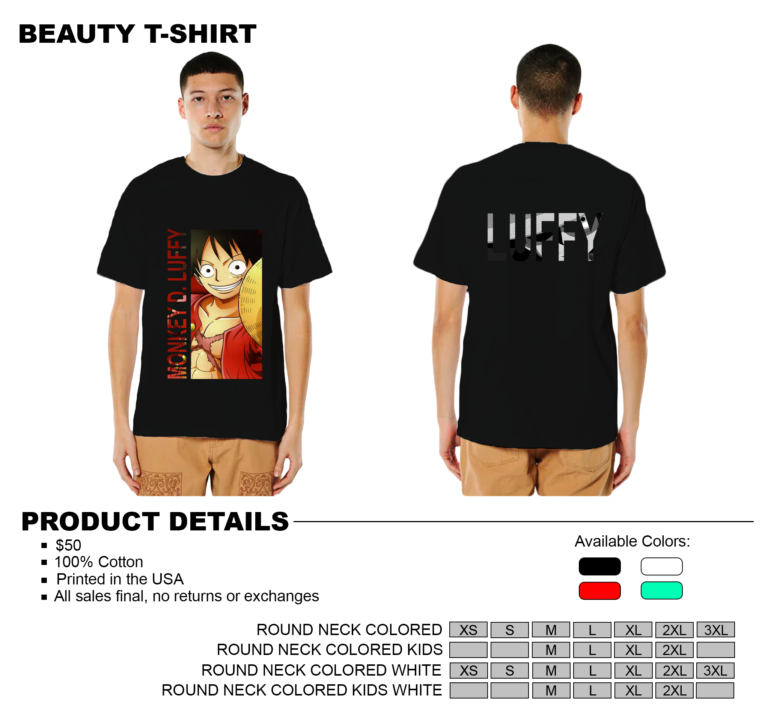 BEAUTY T-SHIRT
MONKEY D. LUFFY
LUFFY
PRODUCT DETAILS
$50
100% Cotton
Printed in the USA
All sales final, no returns or exchanges
Available Colors:
ROUND NECK COLORED XS S M L XL 2XL 3XL
ROUND NECK COLORED KIDS M L XL 2XL
ROUND NECK COLORED WHITE XS S M L XL 2XL 3XL
ROUND NECK COLORED KIDS WHITE M L XL 2XL